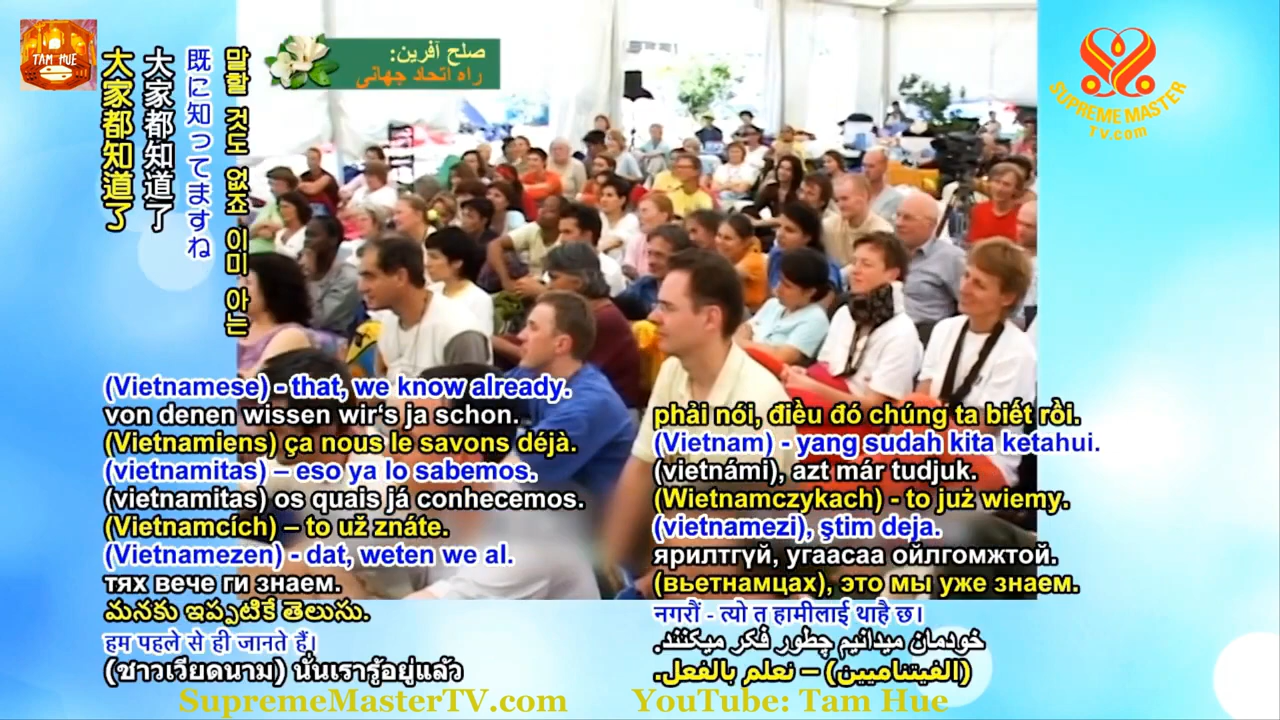 TAM HUE
大家都知道了
大家都知道了
既に知ってますね
말할 것도 없죠 이미 아는
صلح آفرین:
راه اتحاد جهانی
SUPREME MASTER
TV.com
(Vietnamese) - that, we know already.
von denen wissen wir's ja schon.
(Vietnamiens) ça nous le savons déjà.
(vietnamitas) – eso ya lo sabemos.
(vietnamitas) os quais já conhecemos.
(Vietnamcích) – to už znáte.
(Vietnamezen) - dat, weten we al.
тях вече ги знаем.
మనకు ఇప్పటికే తెలుసు.
हम पहले से ही जानते हैं।
(ชาวเวียดนาม) นั่นเรารู้อยู่แล้ว
phải nói, điều đó chúng ta biết rồi.
(Vietnam) - yang sudah kita ketahui.
(vietnámi), azt már tudjuk.
(Wietnamczykach) - to już wiemy.
(vietnamezi), ştim deja.
ярилтгүй, угаасаа ойлгомжтой.
(вьетнамцах), это мы уже знаем.
नगरौं - त्यो त हामीलाई थाहै छ।
خودمان میدانیم چطور فکر میکنند.
(الفيتناميين) – نعلم بالفعل.
SupremeMasterTV.com
YouTube: Tam Hue